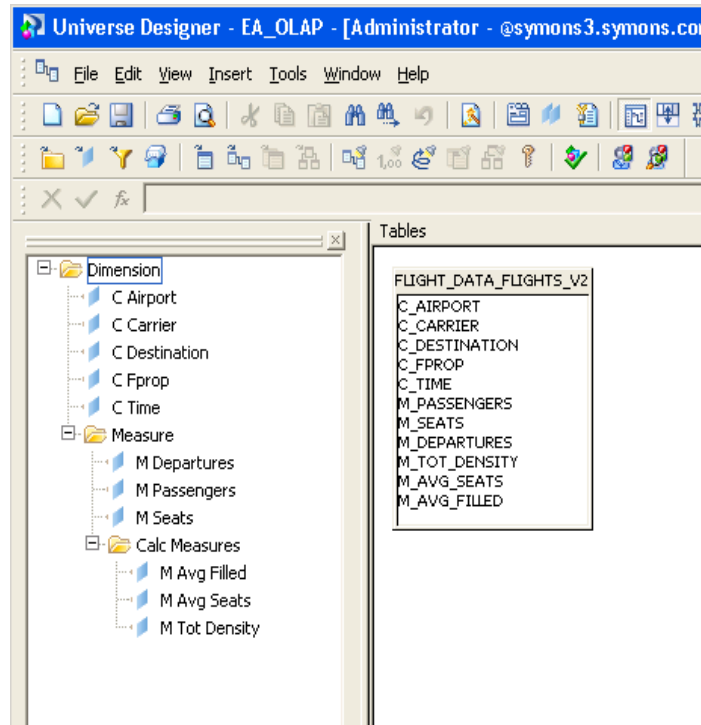 Universe Designer - EA_OLAP - [Administrator - @symons3.symons.co
File Edit View Insert Tools Window Help
Tables
Dimension
C Airport
C Carrier
C Destination
C Fprop
C Time
Measure
M Departures
M Passengers
M Seats
Calc Measures
M Avg Filled
M Avg Seats
M Tot Density
FLIGHT_DATA_FLIGHTS_V2
C_AIRPORT
C_CARRIER
C_DESTINATION
C_FPROP
C_TIME
M_PASSENGERS
M_SEATS
M_DEPARTURES
M_TOT_DENSITY
M_AVG_SEATS
M_AVG_FILLED